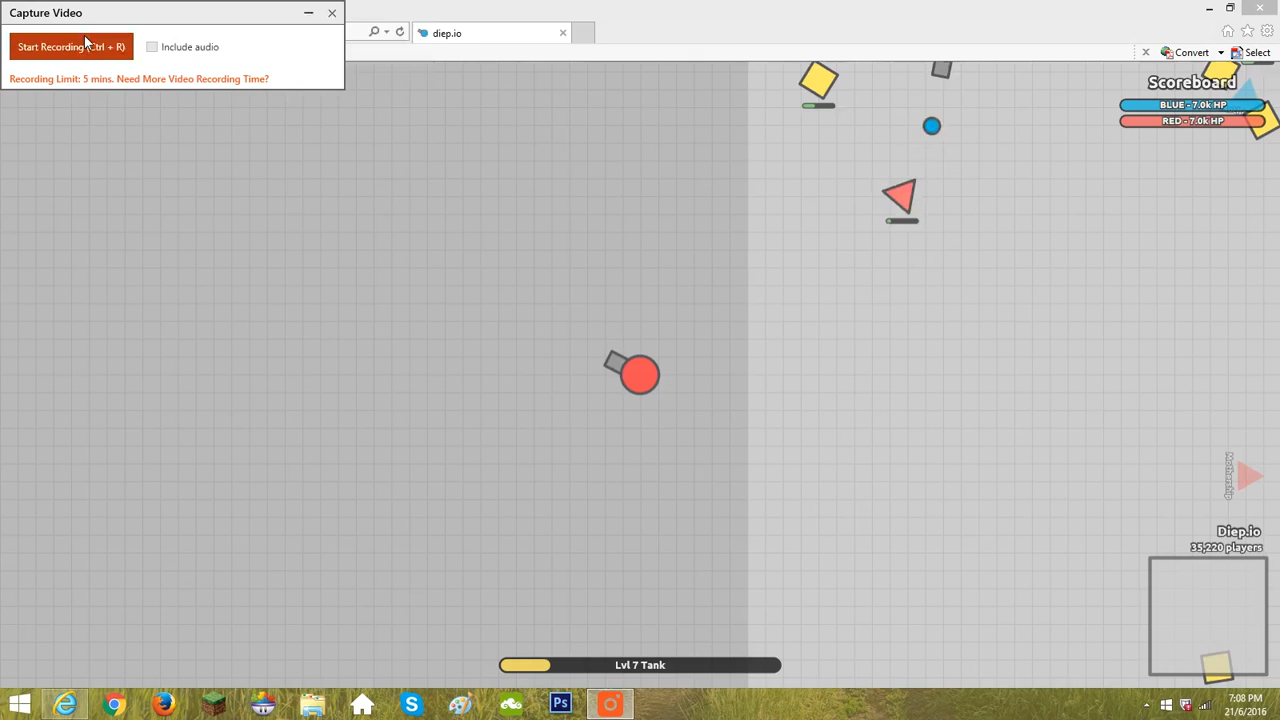 Capture Video
Start Recording (Ctrl + R)
Include audio
Recording Limit: 5 mins. Need More Video Recording Time?
diep.io
Convert
Select
Scoreboard
BLUE - 7.0k HP
RED - 7.0k HP
Mothership
Diep.io
35,220 players
Lvl 7 Tank
Ps
7:08 PM
21/6/2016